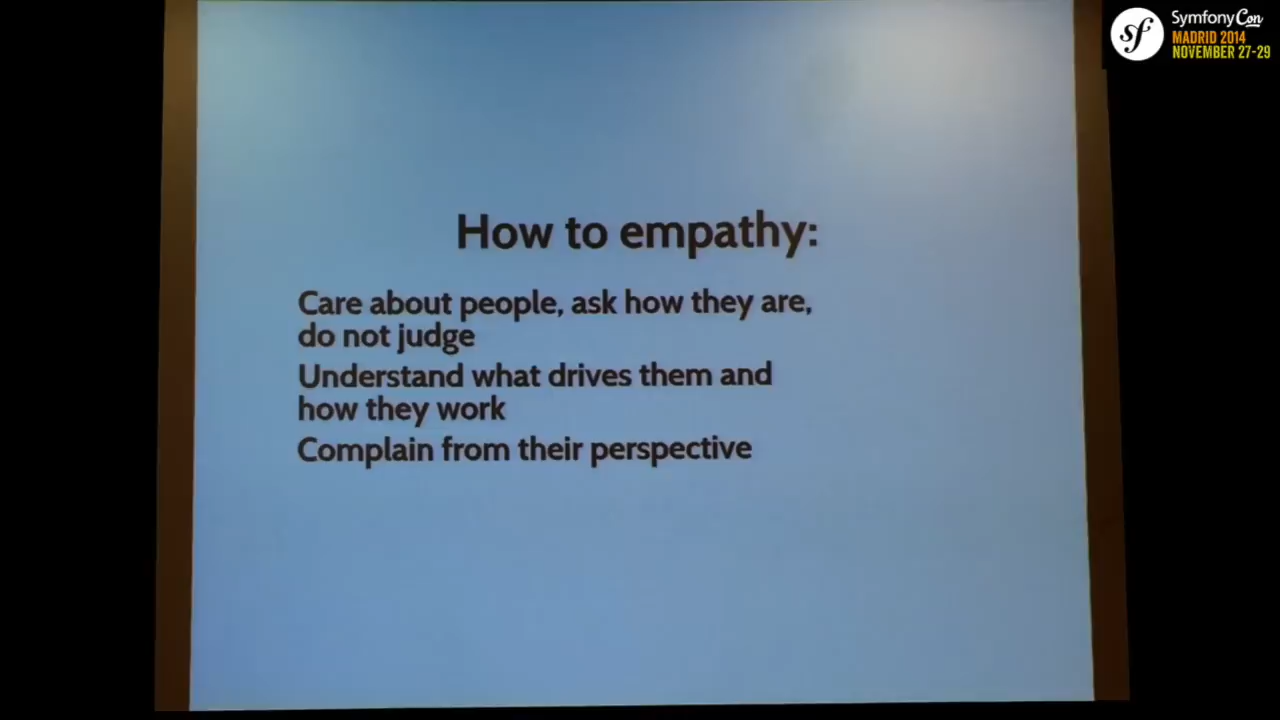 SymfonyCon
sf
MADRID 2014
NOVEMBER 27-29
How to empathy:
Care about people, ask how they are,
do not judge
Understand what drives them and
how they work
Complain from their perspective